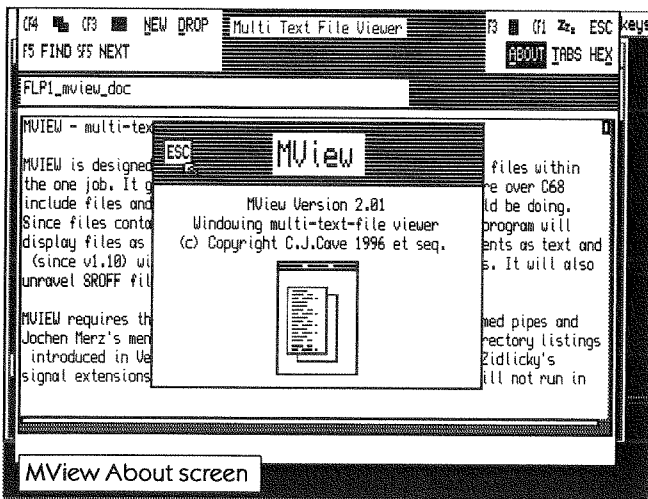 CF4 CF3 NEW DROP Multi Text File Viewer F3 CF1 Zzz ESC keys
F5 FIND SF5 NEXT ABOUT TABS HEX
FLP1_mview_doc
MVIEW - multi-tex
MVIEW is designed files within
the one job. It g re over C68
include files and ld be doing.
Since files conta program will
display files as ents as text and
(since v1.10) wi s. It will also
unravel SROFF fil
MVIEW requires th med pipes and
Jochen Merz's men rectory listings
introduced in Ve Zidlicky's
signal extensions ill not run in
ESC MView
MView Version 2.01
Windowing multi-text-file viewer
(c) Copyright C.J.Cave 1996 et seq.
MView About screen